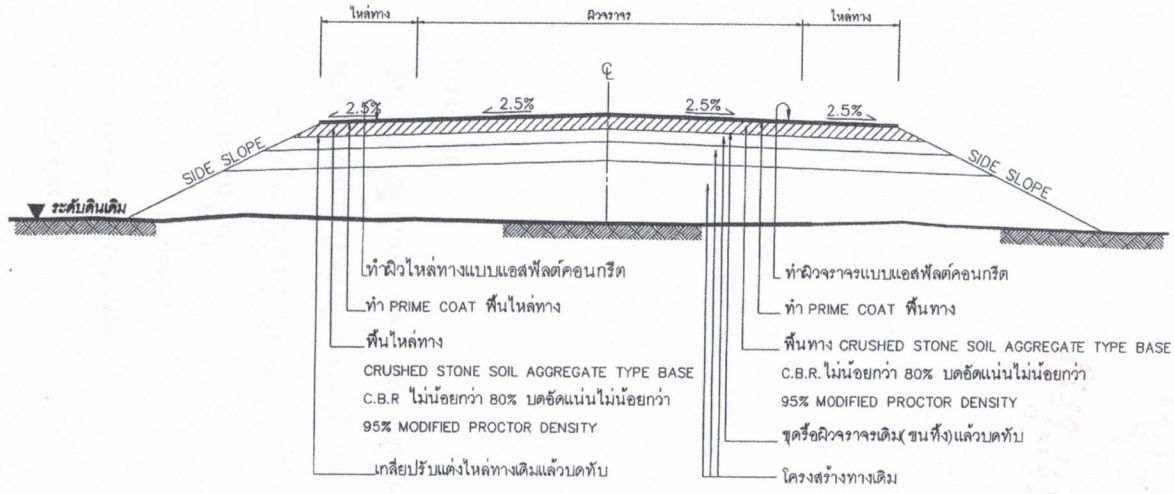 ไหล่ทาง ผิวจราจร ไหล่ทาง
℄
2.5% 2.5% 2.5% 2.5%
SIDE SLOPE SIDE SLOPE
ระดับดินเดิม
ทำผิวไหล่ทางแบบแอสฟัลต์คอนกรีต
ทำ PRIME COAT พื้นไหล่ทาง
พื้นไหล่ทาง
CRUSHED STONE SOIL AGGREGATE TYPE BASE
C.B.R ไม่น้อยกว่า 80% บดอัดแน่นไม่น้อยกว่า
95% MODIFIED PROCTOR DENSITY
เกลี่ยปรับแต่งไหล่ทางเดิมแล้วบดทับ
ทำผิวจราจรแบบแอสฟัลต์คอนกรีต
ทำ PRIME COAT พื้นทาง
พื้นทาง CRUSHED STONE SOIL AGGREGATE TYPE BASE
C.B.R. ไม่น้อยกว่า 80% บดอัดแน่นไม่น้อยกว่า
95% MODIFIED PROCTOR DENSITY
ขุดรื้อผิวจราจรเดิม(ขนทิ้ง)แล้วบดทับ
โครงสร้างทางเดิม